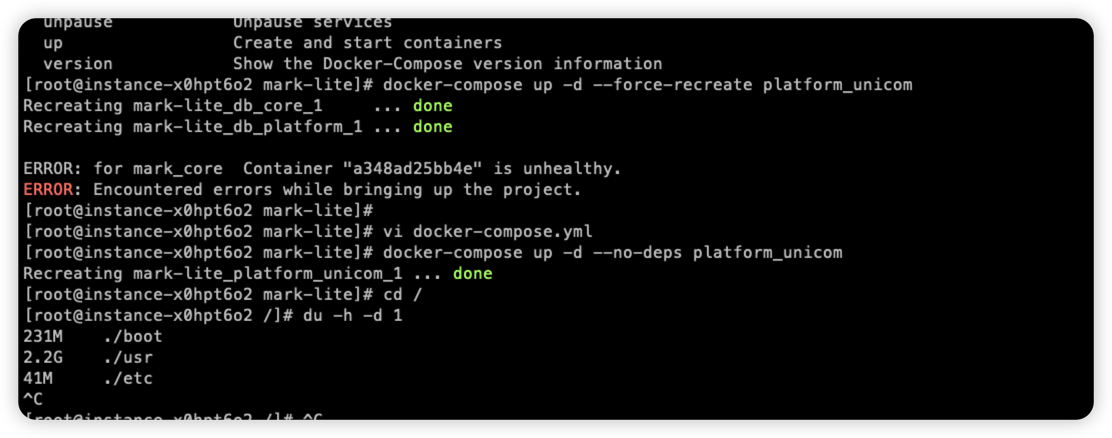 unpause                Unpause services
up                 Create and start containers
version            Show the Docker-Compose version information
[root@instance-x0hpt6o2 mark-lite]# docker-compose up -d --force-recreate platform_unicom
Recreating mark-lite_db_core_1     ... done
Recreating mark-lite_db_platform_1 ... done
ERROR: for mark_core  Container "a348ad25bb4e" is unhealthy.
ERROR: Encountered errors while bringing up the project.
[root@instance-x0hpt6o2 mark-lite]#
[root@instance-x0hpt6o2 mark-lite]# vi docker-compose.yml
[root@instance-x0hpt6o2 mark-lite]# docker-compose up -d --no-deps platform_unicom
Recreating mark-lite_platform_unicom_1 ... done
[root@instance-x0hpt6o2 mark-lite]# cd /
[root@instance-x0hpt6o2 /]# du -h -d 1
231M    ./boot
2.2G    ./usr
41M     ./etc
^C
[root@instance-x0hpt6o2 /]# ^C